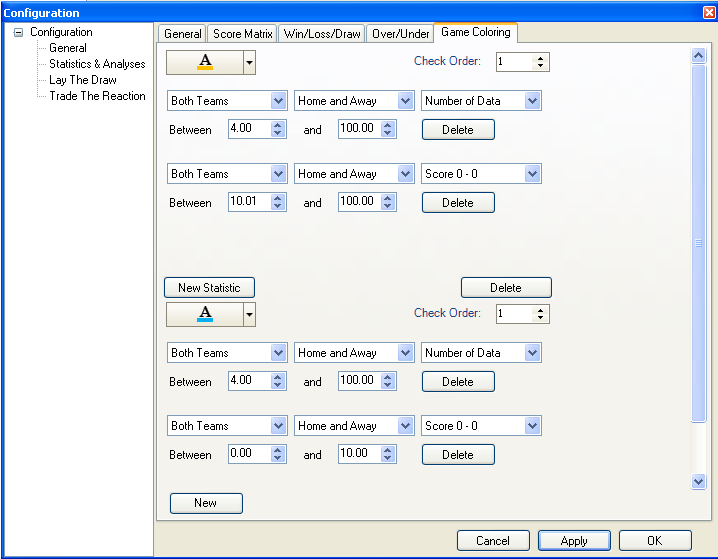 Configuration
Configuration
General
Statistics & Analyses
Lay The Draw
Trade The Reaction
General Score Matrix Win/Loss/Draw Over/Under Game Coloring
A Check Order: 1
Both Teams Home and Away Number of Data
Between 4.00 and 100.00 Delete
Both Teams Home and Away Score 0 - 0
Between 10.01 and 100.00 Delete
New Statistic Delete
A Check Order: 1
Both Teams Home and Away Number of Data
Between 4.00 and 100.00 Delete
Both Teams Home and Away Score 0 - 0
Between 0.00 and 10.00 Delete
New
Cancel Apply OK